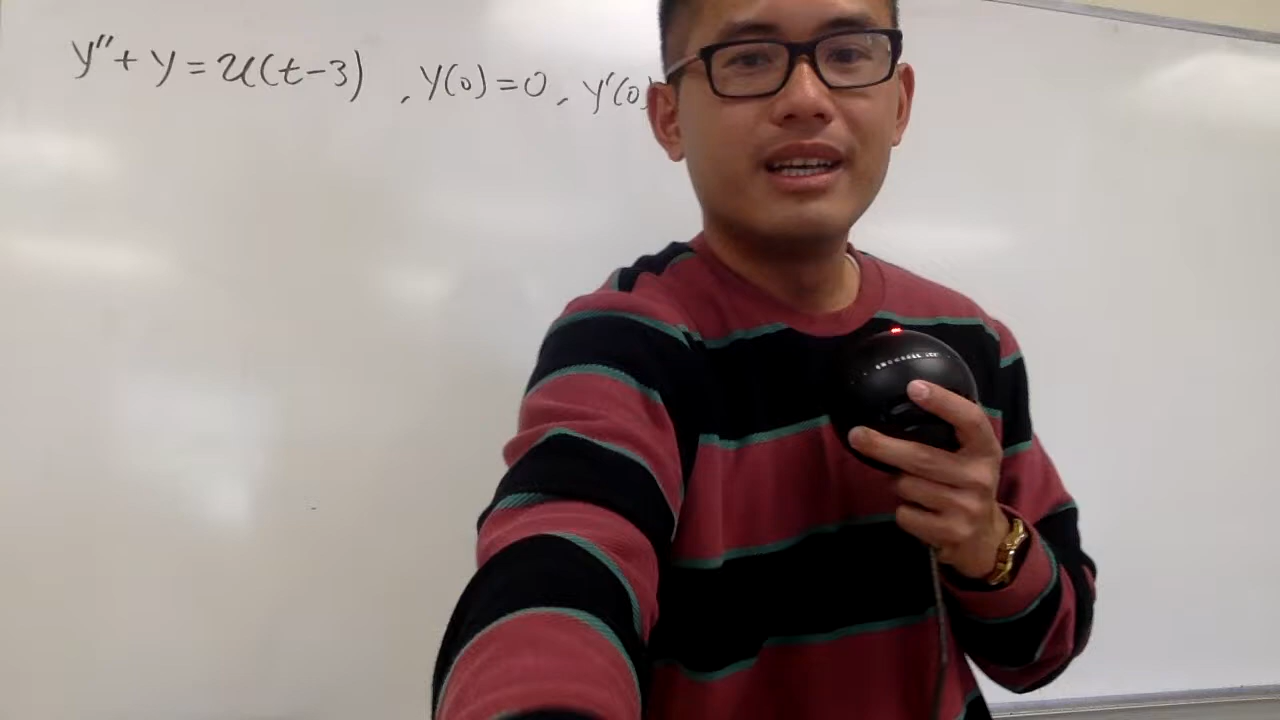 y″ + y = u(t-3) , y(0) = 0 , y′(0)